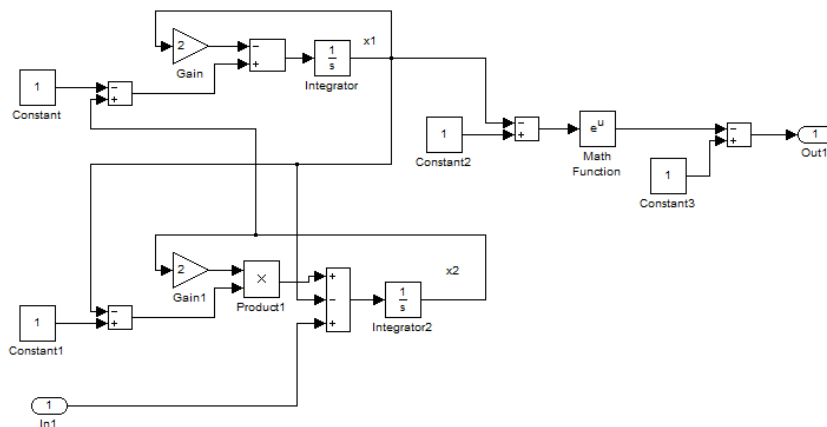 x1
2
Gain
−
+
1
s
Integrator
1
Constant
−
+
1
Constant2
−
+
e^u
Math
Function
−
+
1
Out1
1
Constant3
x2
2
Gain1
×
Product1
+
−
+
1
s
Integrator2
1
Constant1
−
+
1
In1